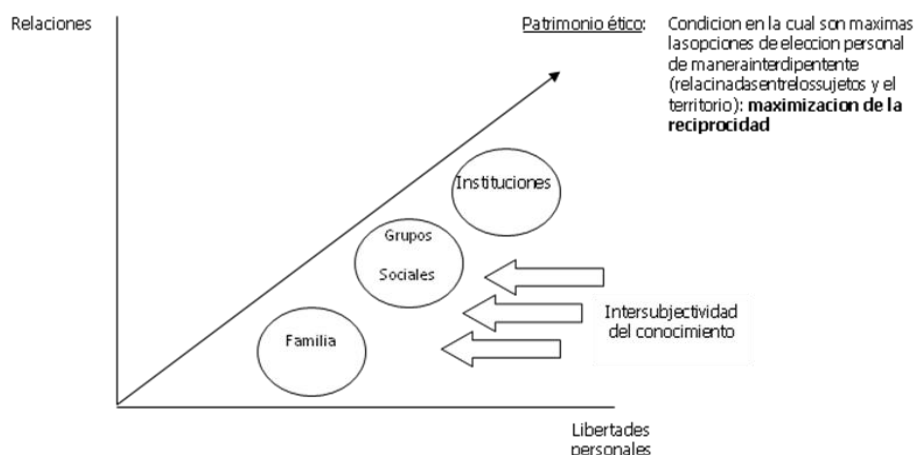 Relaciones
Patrimonio ético:
Condicion en la cual son maximas
lasopciones de eleccion personal
de manerainterdipentente
(relacinadasentrelossujetos y el
territorio): maximizacion de la
reciprocidad
Instituciones
Grupos
Sociales
Familia
Intersubjectividad
del conocimiento
Libertades
personales